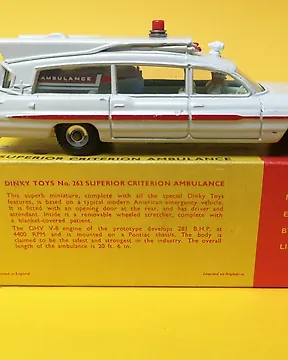 AMBULANCE
SUPERIOR CRITERION AMBULANCE
DINKY TOYS No. 263 SUPERIOR CRITERION AMBULANCE
This superb miniature, complete with all the special Dinky Toys
features, is based on a typical modern American emergency vehicle.
It is fitted with an opening door at the rear, and has driver and
attendant. Inside is a removable wheeled stretcher, complete with
a blanket-covered patient.
The GMV V-8 engine of the prototype develops 283 B.H.P. at
4400 R.P.M. and is mounted on a Pontiac chassis. The body is
claimed to be the safest and strongest in the industry. The overall
length of the ambulance is 20 ft. 6 in.
in England